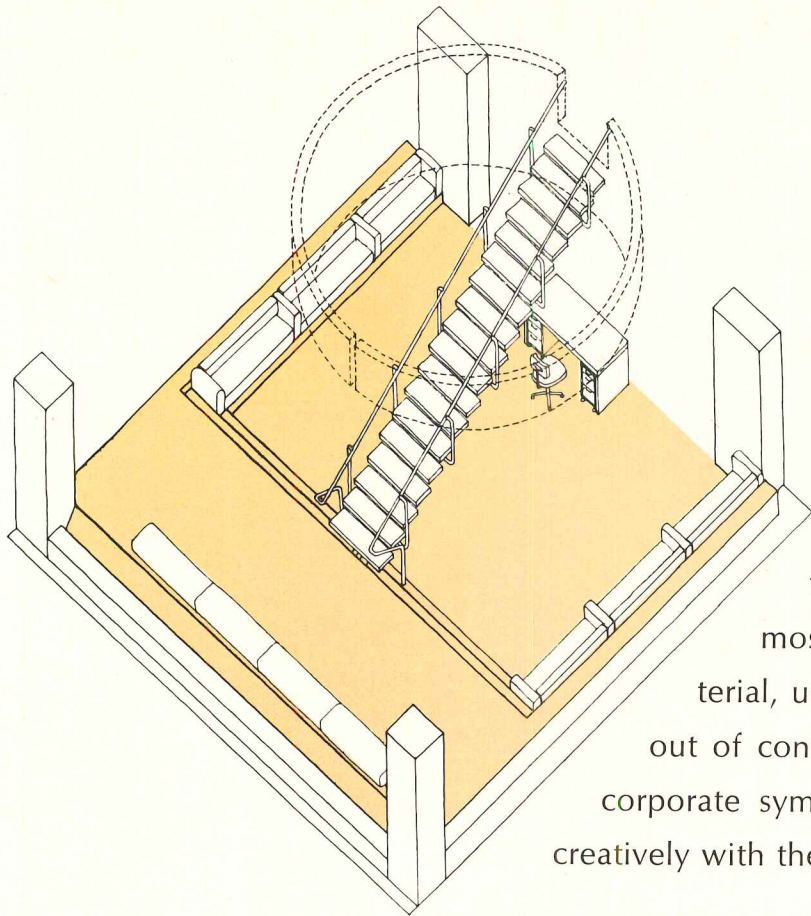 mos
terial, u
out of con
corporate sym
creatively with the